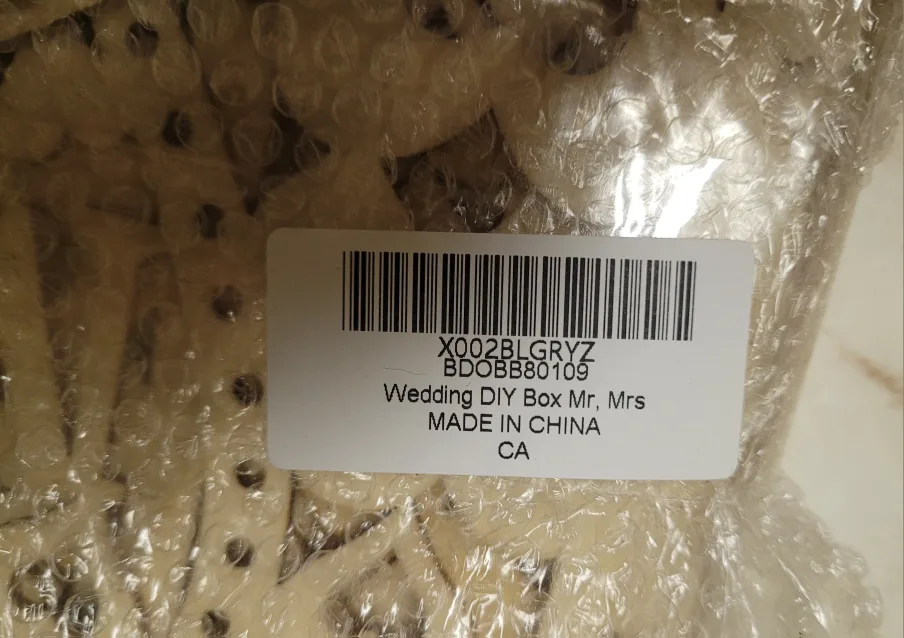 X002BLGRYZ
BDOBB80109
Wedding DIY Box Mr, Mrs
MADE IN CHINA
CA